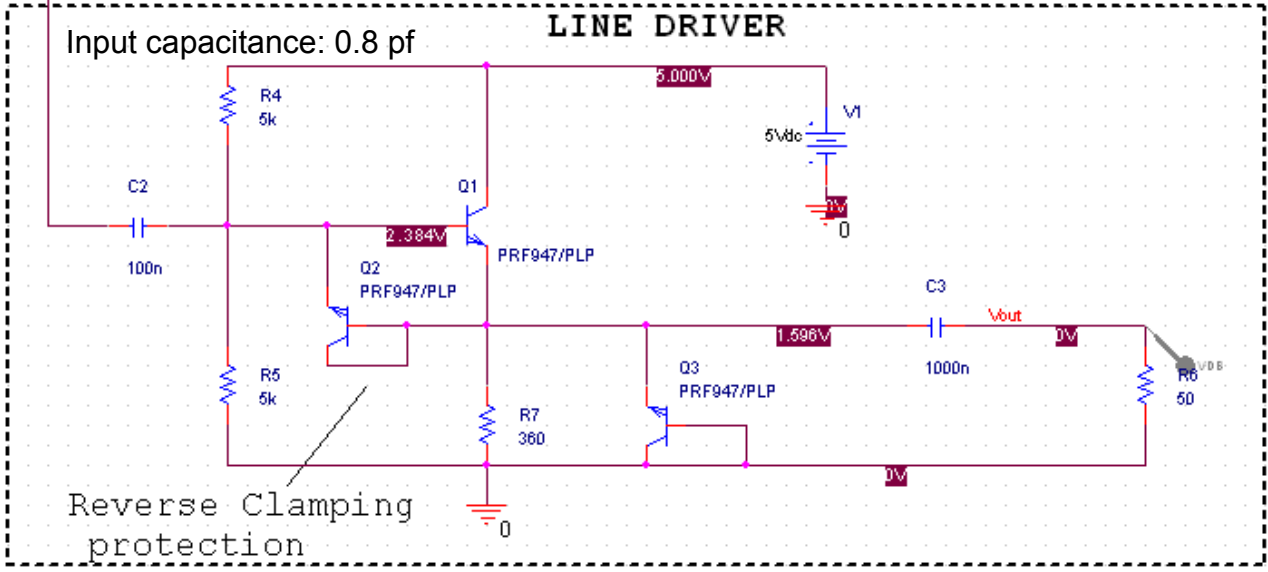 LINE DRIVER
Input capacitance: 0.8 pf
5.000V
R4
5k
V1
5Vdc
0V
0
C2
100n
Q1
2.384V
PRF947/PLP
Q2
PRF947/PLP
C3
1000n
Vout
1.596V
0V
VDB
Q3
PRF947/PLP
R5
5k
R7
360
R6
50
0V
Reverse Clamping
protection
0